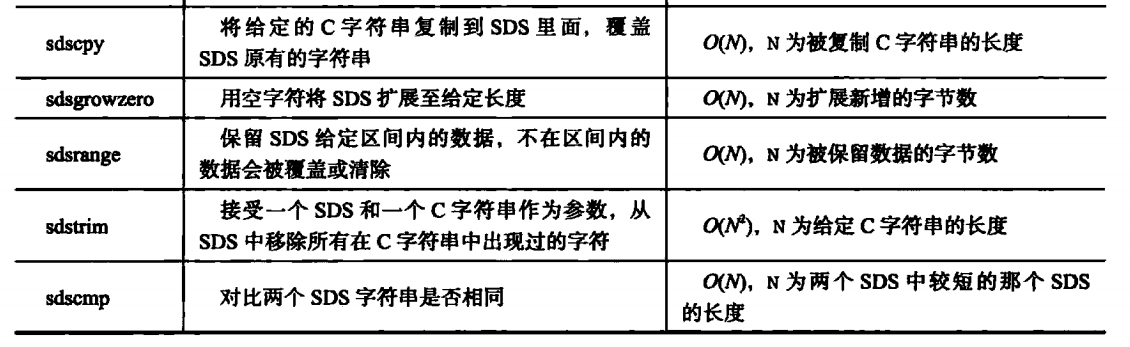 sdscpy
将给定的 C 字符串复制到 SDS 里面，覆盖
SDS 原有的字符串
O(N)，N 为被复制 C 字符串的长度
sdsgrowzero
用空字符将 SDS 扩展至给定长度
O(N)，N 为扩展新增的字节数
sdsrange
保留 SDS 给定区间内的数据，不在区间内的
数据会被覆盖或清除
O(N)，N 为被保留数据的字节数
sdstrim
接受一个 SDS 和一个 C 字符串作为参数，从
SDS 中移除所有在 C 字符串中出现过的字符
O(N²)，N 为给定 C 字符串的长度
sdscmp
对比两个 SDS 字符串是否相同
O(N)，N 为两个 SDS 中较短的那个 SDS
的长度